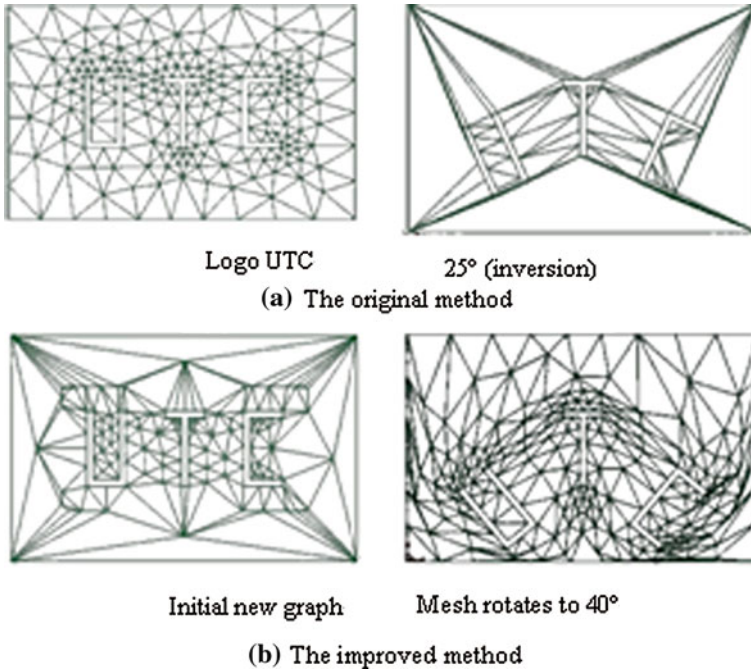 U T C
Logo UTC
25° (inversion)
(a) The original method
U T C
Initial new graph
Mesh rotates to 40°
(b) The improved method